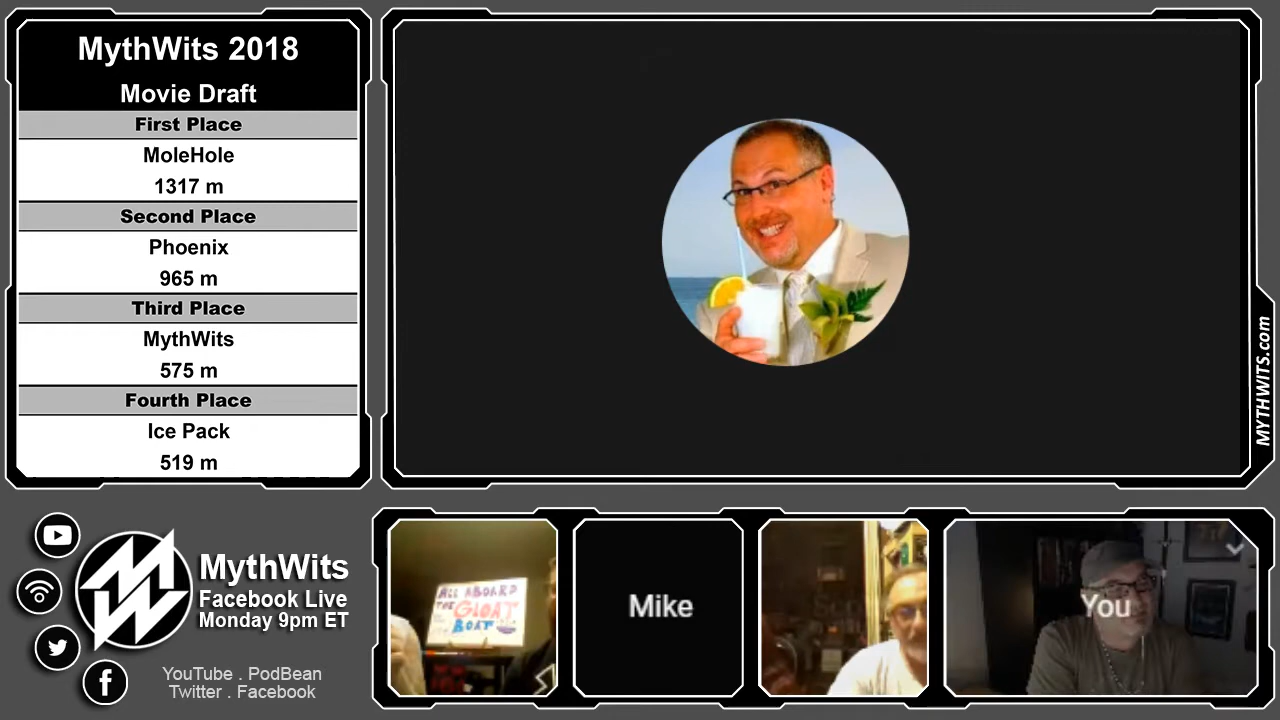 MythWits 2018
Movie Draft
First Place
MoleHole
1317 m
Second Place
Phoenix
965 m
Third Place
MythWits
575 m
Fourth Place
Ice Pack
519 m
MYTHWITS.com
MythWits
Facebook Live
Monday 9pm ET
YouTube . PodBean
Twitter . Facebook
ALL ABOARD
THE GLOAT
BOAT
Mike
You